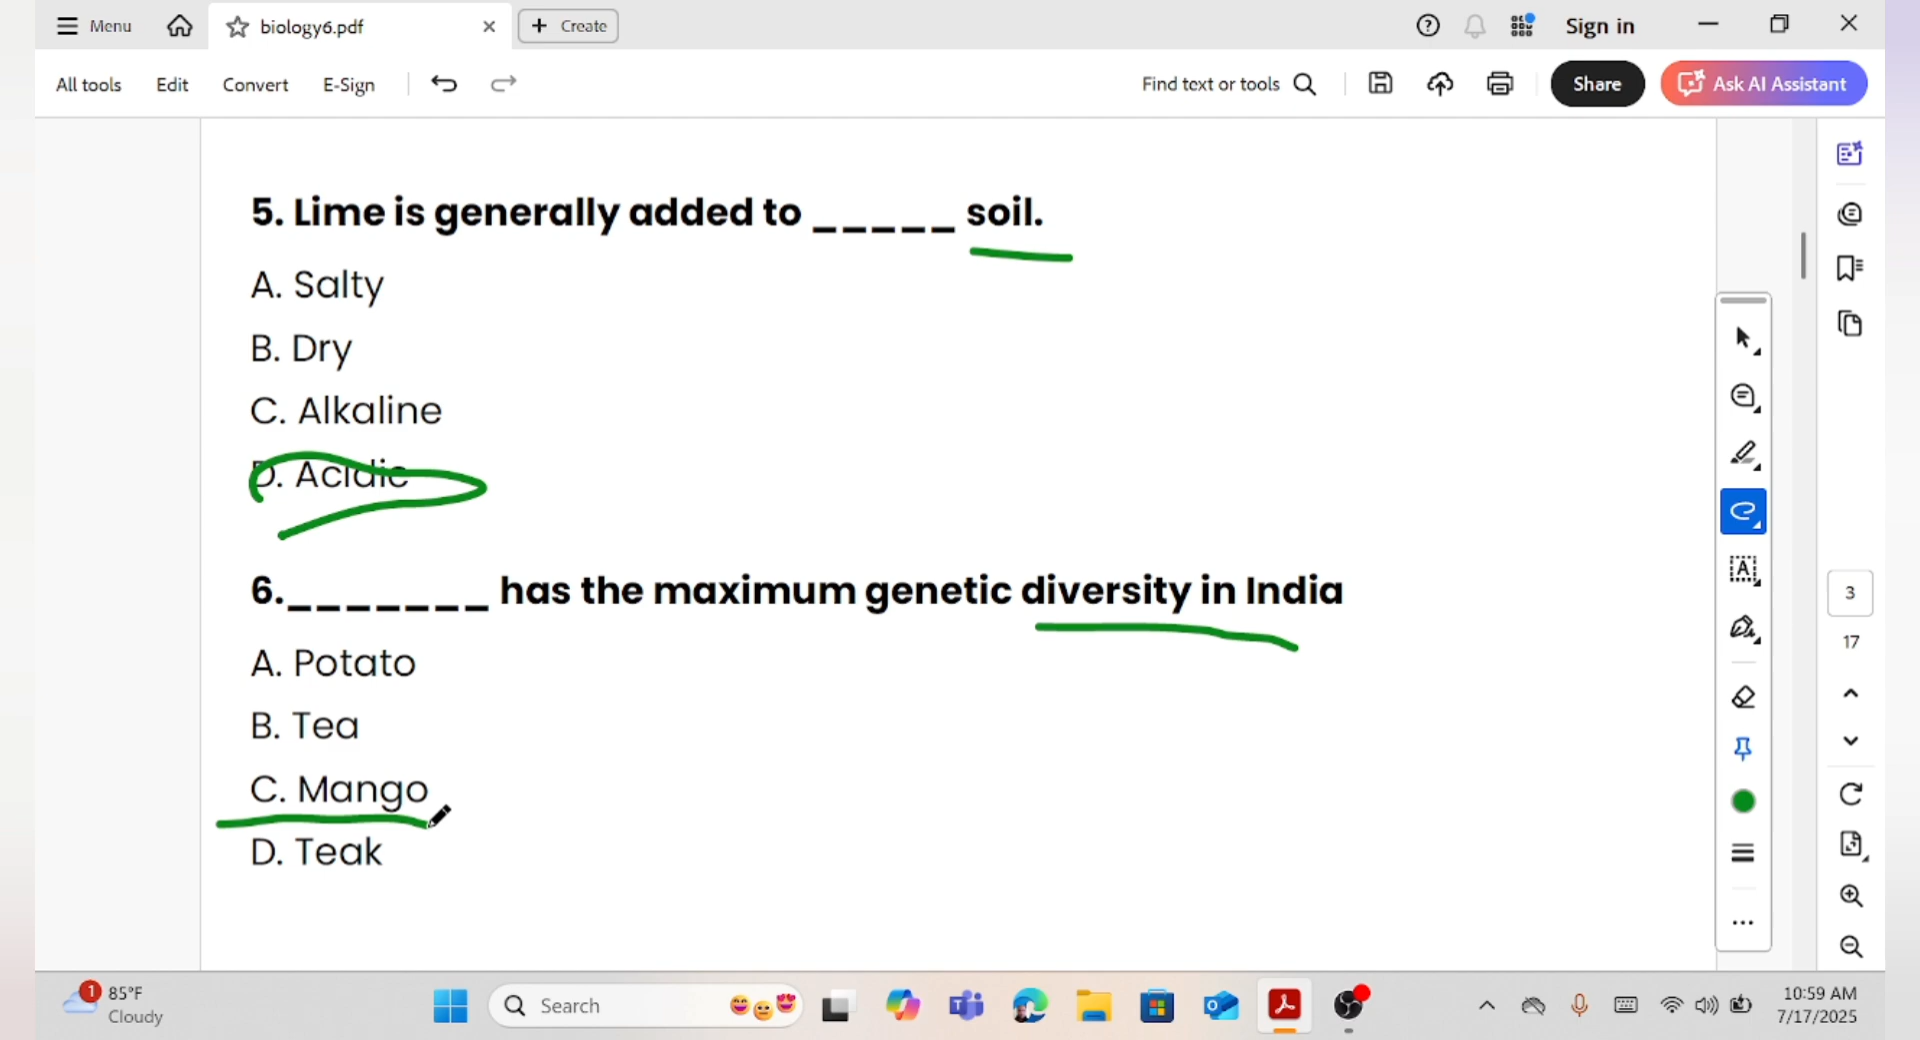 Menu
biology6.pdf
Create
Sign in
All tools
Edit
Convert
E-Sign
Find text or tools
Share
Ask AI Assistant
5. Lime is generally added to _____ soil.
A. Salty
B. Dry
C. Alkaline
D. Acidic
6._______ has the maximum genetic diversity in India
A. Potato
B. Tea
C. Mango
D. Teak
3
17
1
85°F
Cloudy
Search
10:59 AM
7/17/2025